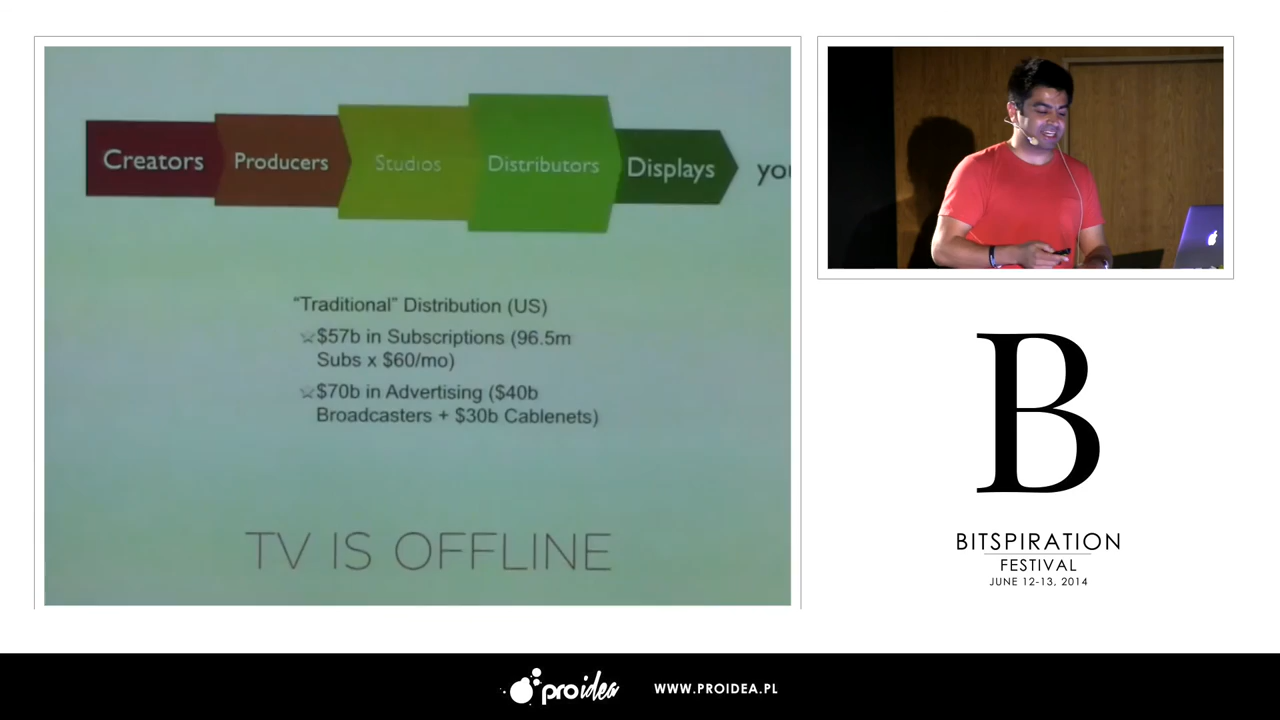 Creators Producers Studios Distributors Displays
“Traditional” Distribution (US)
$57b in Subscriptions (96.5m
Subs x $60/mo)
$70b in Advertising ($40b
Broadcasters + $30b Cablenets)
TV IS OFFLINE
B
BITSPIRATION
FESTIVAL
JUNE 12-13, 2014
proidea WWW.PROIDEA.PL